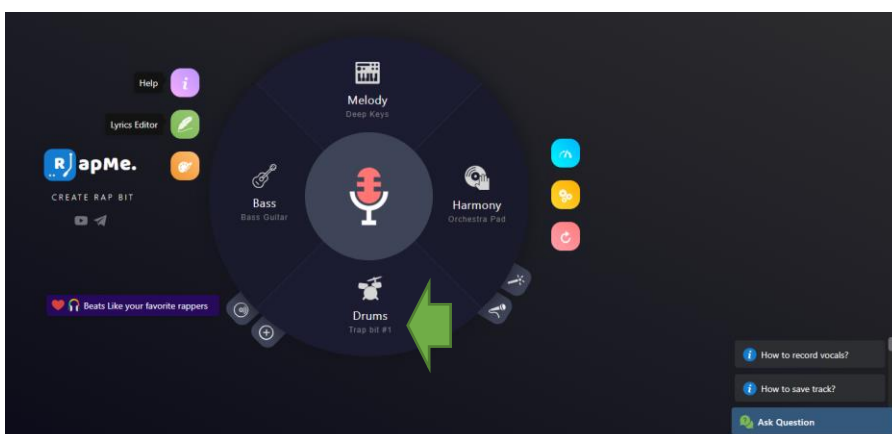 Help
Lyrics Editor
RapMe.
CREATE RAP BIT
Beats Like your favorite rappers
Melody
Deep Keys
Bass
Bass Guitar
Harmony
Orchestra Pad
Drums
Trap bit #1
How to record vocals?
How to save track?
Ask Question